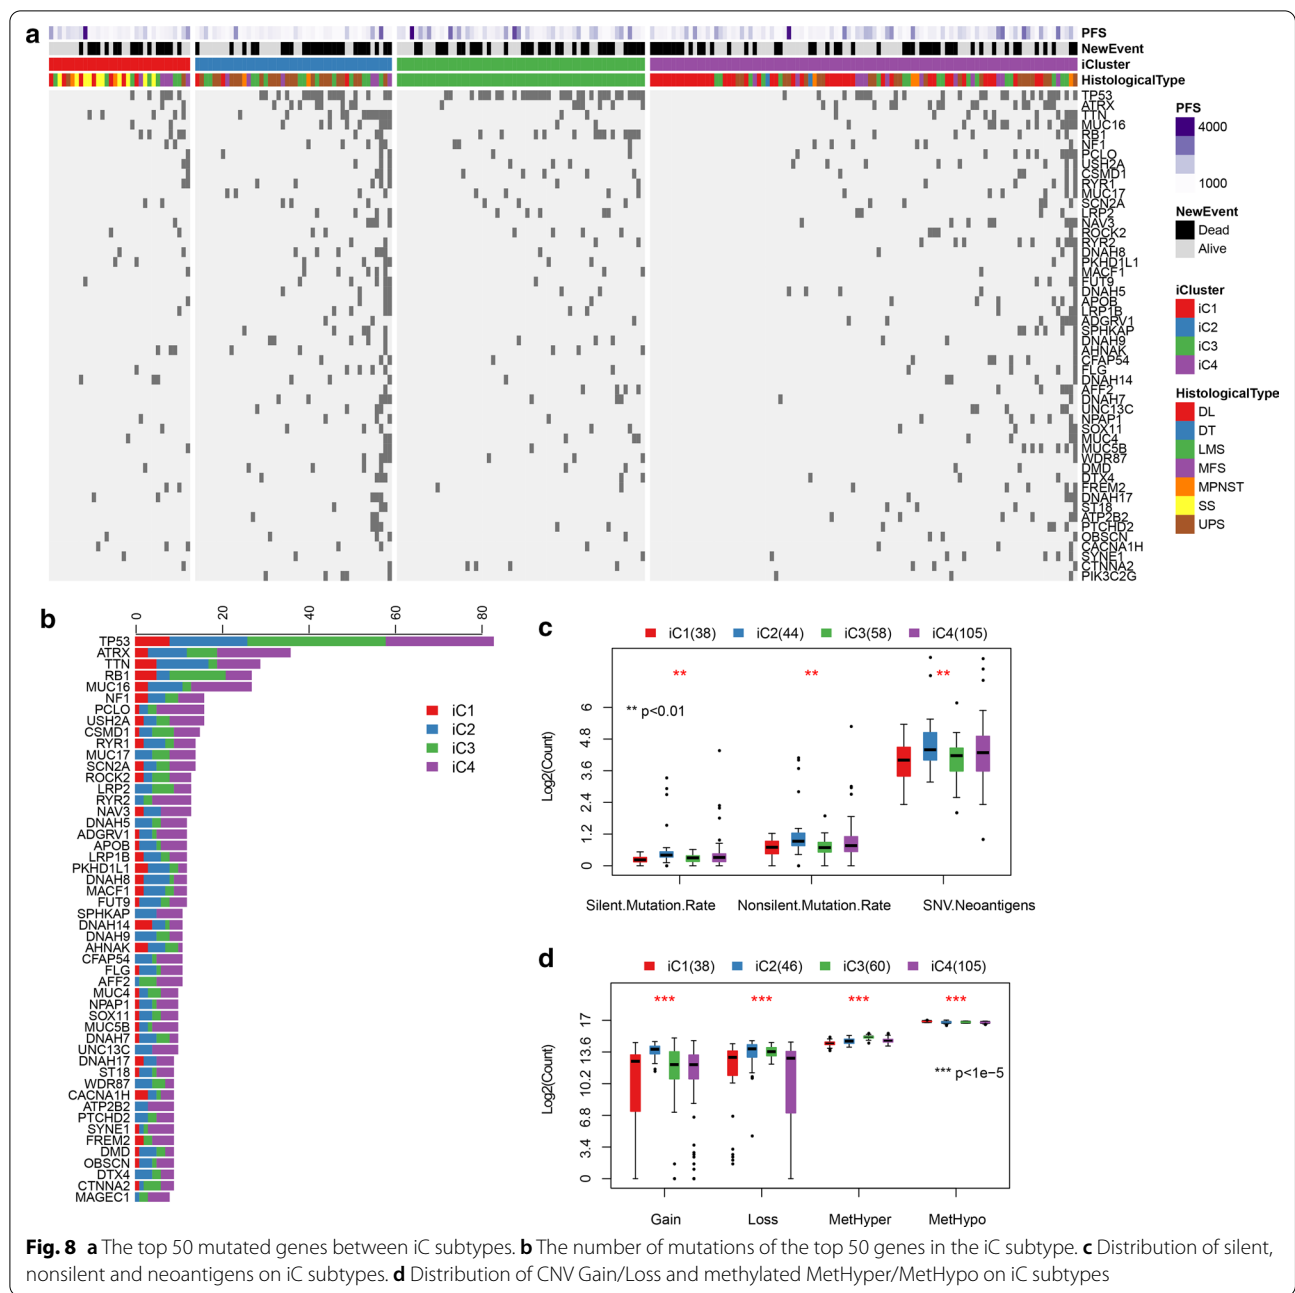 a
PFS
NewEvent
iCluster
HistologicalType
TP53
ATRX
TTN
MUC16
RB1
NF1
PCLO
USH2A
CSMD1
RYR1
MUC17
SCN2A
LRP2
NAV3
ROCK2
RYR2
DNAH8
PKHD1L1
MACF1
FUT9
DNAH5
APOB
LRP1B
ADGRV1
SPHKAP
DNAH9
AHNAK
CFAP54
FLG
DNAH14
AFF2
DNAH7
UNC13C
NPAP1
SOX11
MUC4
MUC5B
WDR87
DMD
DTX4
FREM2
DNAH17
ST18
ATP2B2
PTCHD2
OBSCN
CACNA1H
SYNE1
CTNNA2
PIK3C2G
PFS
4000
1000
NewEvent
Dead
Alive
iCluster
iC1
iC2
iC3
iC4
HistologicalType
DL
DT
LMS
MFS
MPNST
SS
UPS
b
0 20 40 60 80
TP53
ATRX
TTN
RB1
MUC16
NF1
PCLO
USH2A
CSMD1
RYR1
MUC17
SCN2A
ROCK2
LRP2
RYR2
NAV3
DNAH5
ADGRV1
APOB
LRP1B
PKHD1L1
DNAH8
MACF1
FUT9
SPHKAP
DNAH14
DNAH9
AHNAK
CFAP54
FLG
AFF2
MUC4
NPAP1
SOX11
MUC5B
DNAH7
UNC13C
DNAH17
ST18
WDR87
CACNA1H
ATP2B2
PTCHD2
SYNE1
FREM2
DMD
OBSCN
DTX4
CTNNA2
MAGEC1
iC1
iC2
iC3
iC4
c
iC1(38) iC2(44) iC3(58) iC4(105)
** ** **
** p<0.01
Log2(Count)
6
4.8
3.6
2.4
1.2
0
Silent.Mutation.Rate Nonsilent.Mutation.Rate SNV.Neoantigens
d
iC1(38) iC2(46) iC3(60) iC4(105)
*** *** *** ***
*** p<1e−5
Log2(Count)
17
13.6
10.2
6.8
3.4
0
Gain Loss MetHyper MetHypo
Fig. 8 a The top 50 mutated genes between iC subtypes. b The number of mutations of the top 50 genes in the iC subtype. c Distribution of silent,
nonsilent and neoantigens on iC subtypes. d Distribution of CNV Gain/Loss and methylated MetHyper/MetHypo on iC subtypes